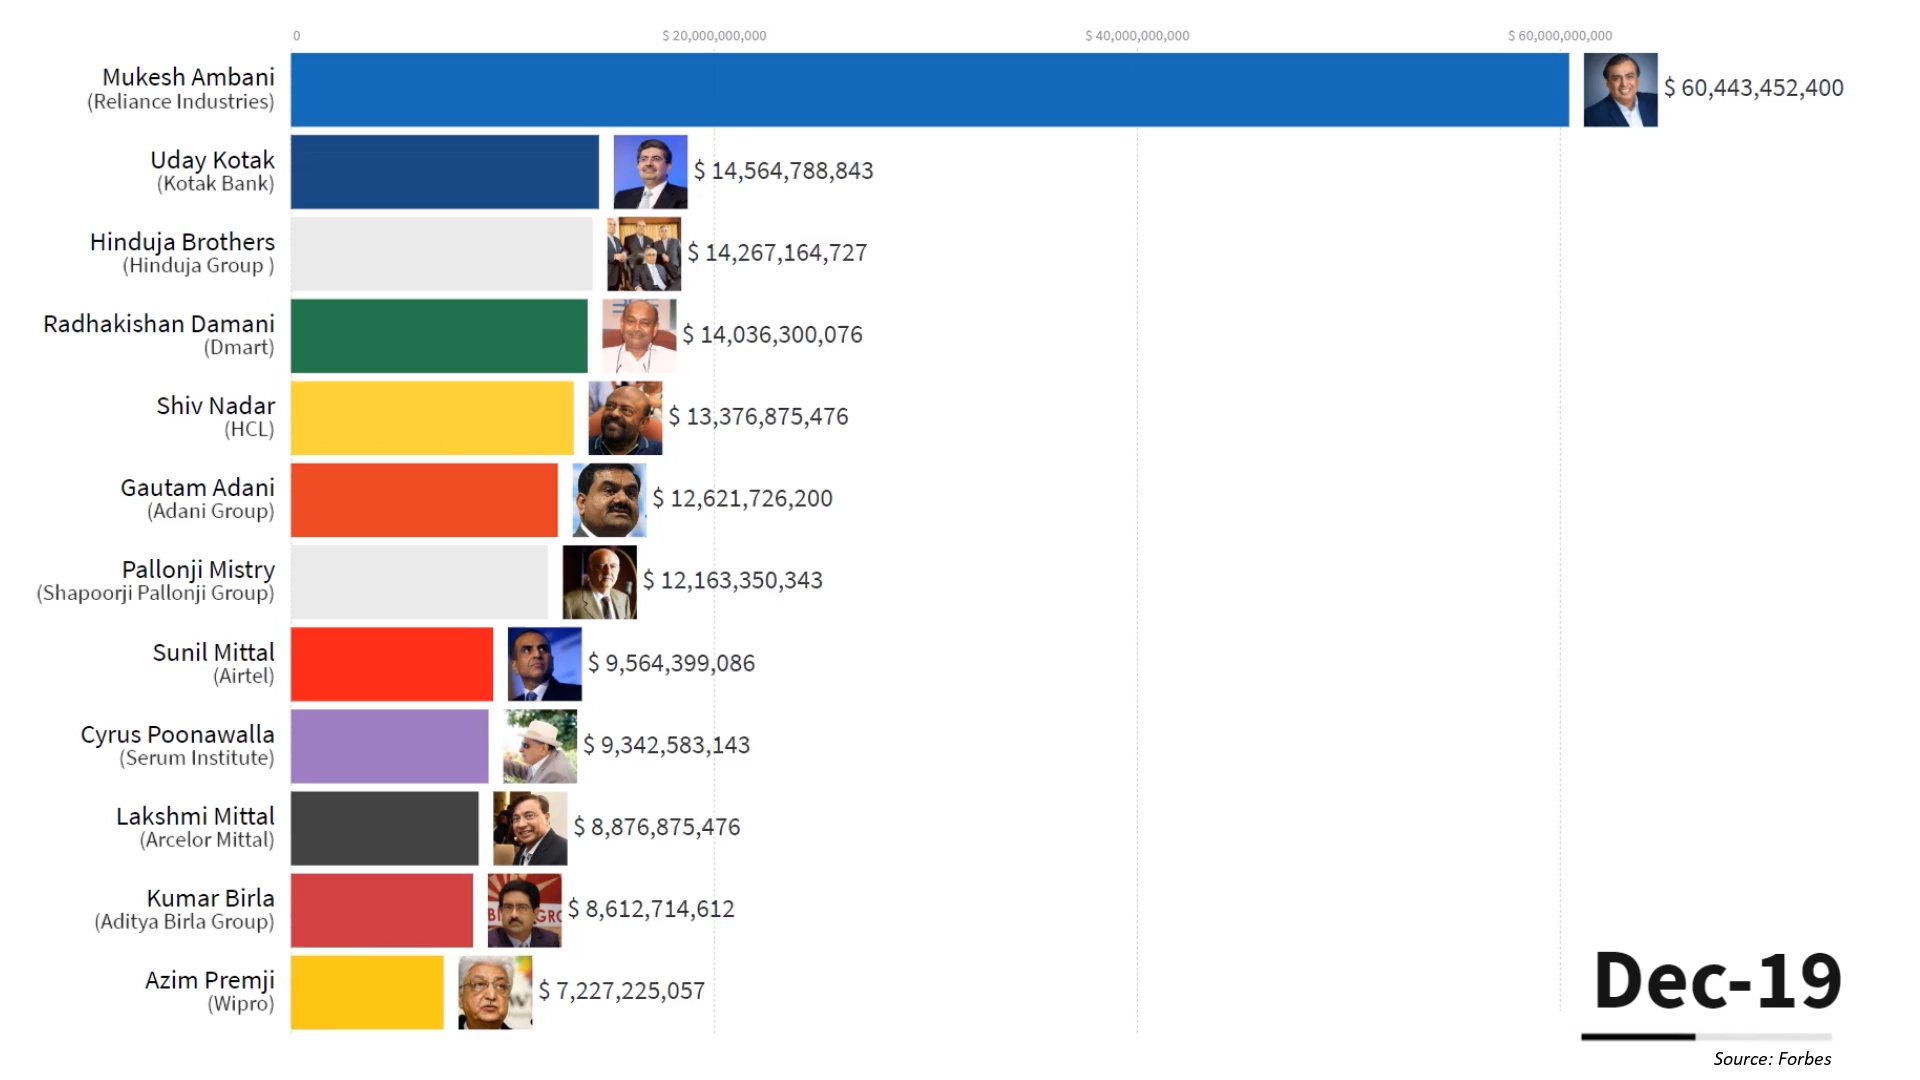 0 $ 20,000,000,000 $ 40,000,000,000 $ 60,000,000,000
Mukesh Ambani
(Reliance Industries)
$ 60,443,452,400
Uday Kotak
(Kotak Bank)
$ 14,564,788,843
Hinduja Brothers
(Hinduja Group )
$ 14,267,164,727
Radhakishan Damani
(Dmart)
$ 14,036,300,076
Shiv Nadar
(HCL)
$ 13,376,875,476
Gautam Adani
(Adani Group)
$ 12,621,726,200
Pallonji Mistry
(Shapoorji Pallonji Group)
$ 12,163,350,343
Sunil Mittal
(Airtel)
$ 9,564,399,086
Cyrus Poonawalla
(Serum Institute)
$ 9,342,583,143
Lakshmi Mittal
(Arcelor Mittal)
$ 8,876,875,476
Kumar Birla
(Aditya Birla Group)
$ 8,612,714,612
Azim Premji
(Wipro)
$ 7,227,225,057
Dec-19
Source: Forbes